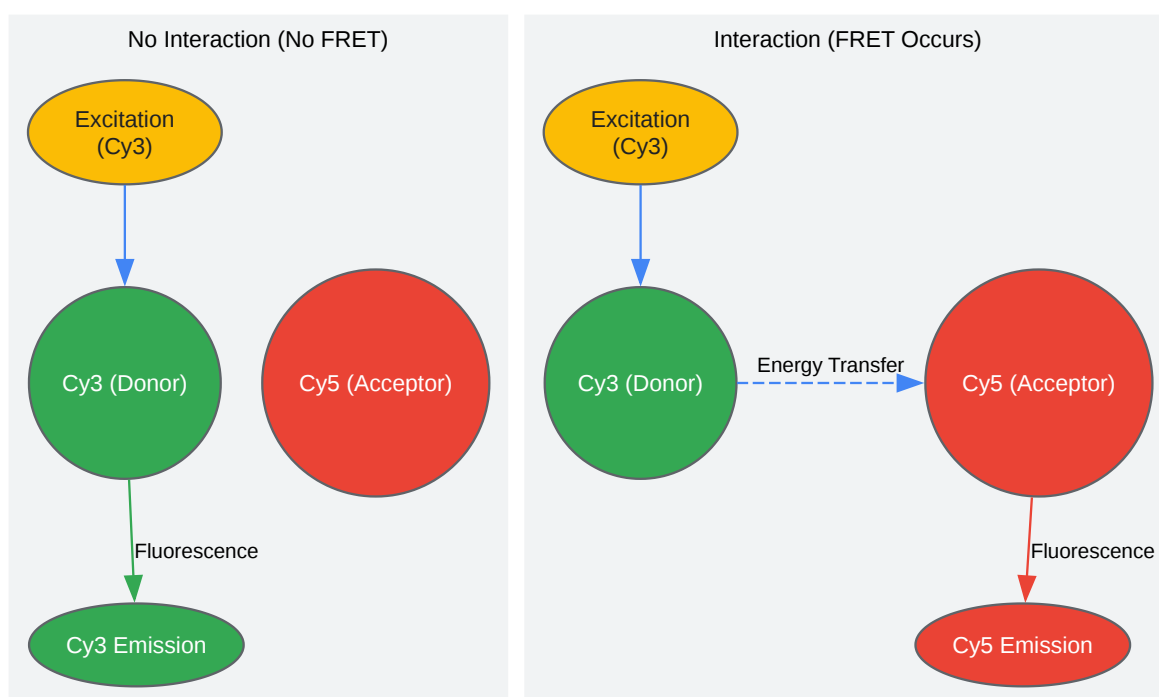 No Interaction (No FRET)
Excitation
(Cy3)
Cy3 (Donor)
Cy5 (Acceptor)
Fluorescence
Cy3 Emission
Interaction (FRET Occurs)
Excitation
(Cy3)
Cy3 (Donor)
Energy Transfer
Cy5 (Acceptor)
Fluorescence
Cy5 Emission